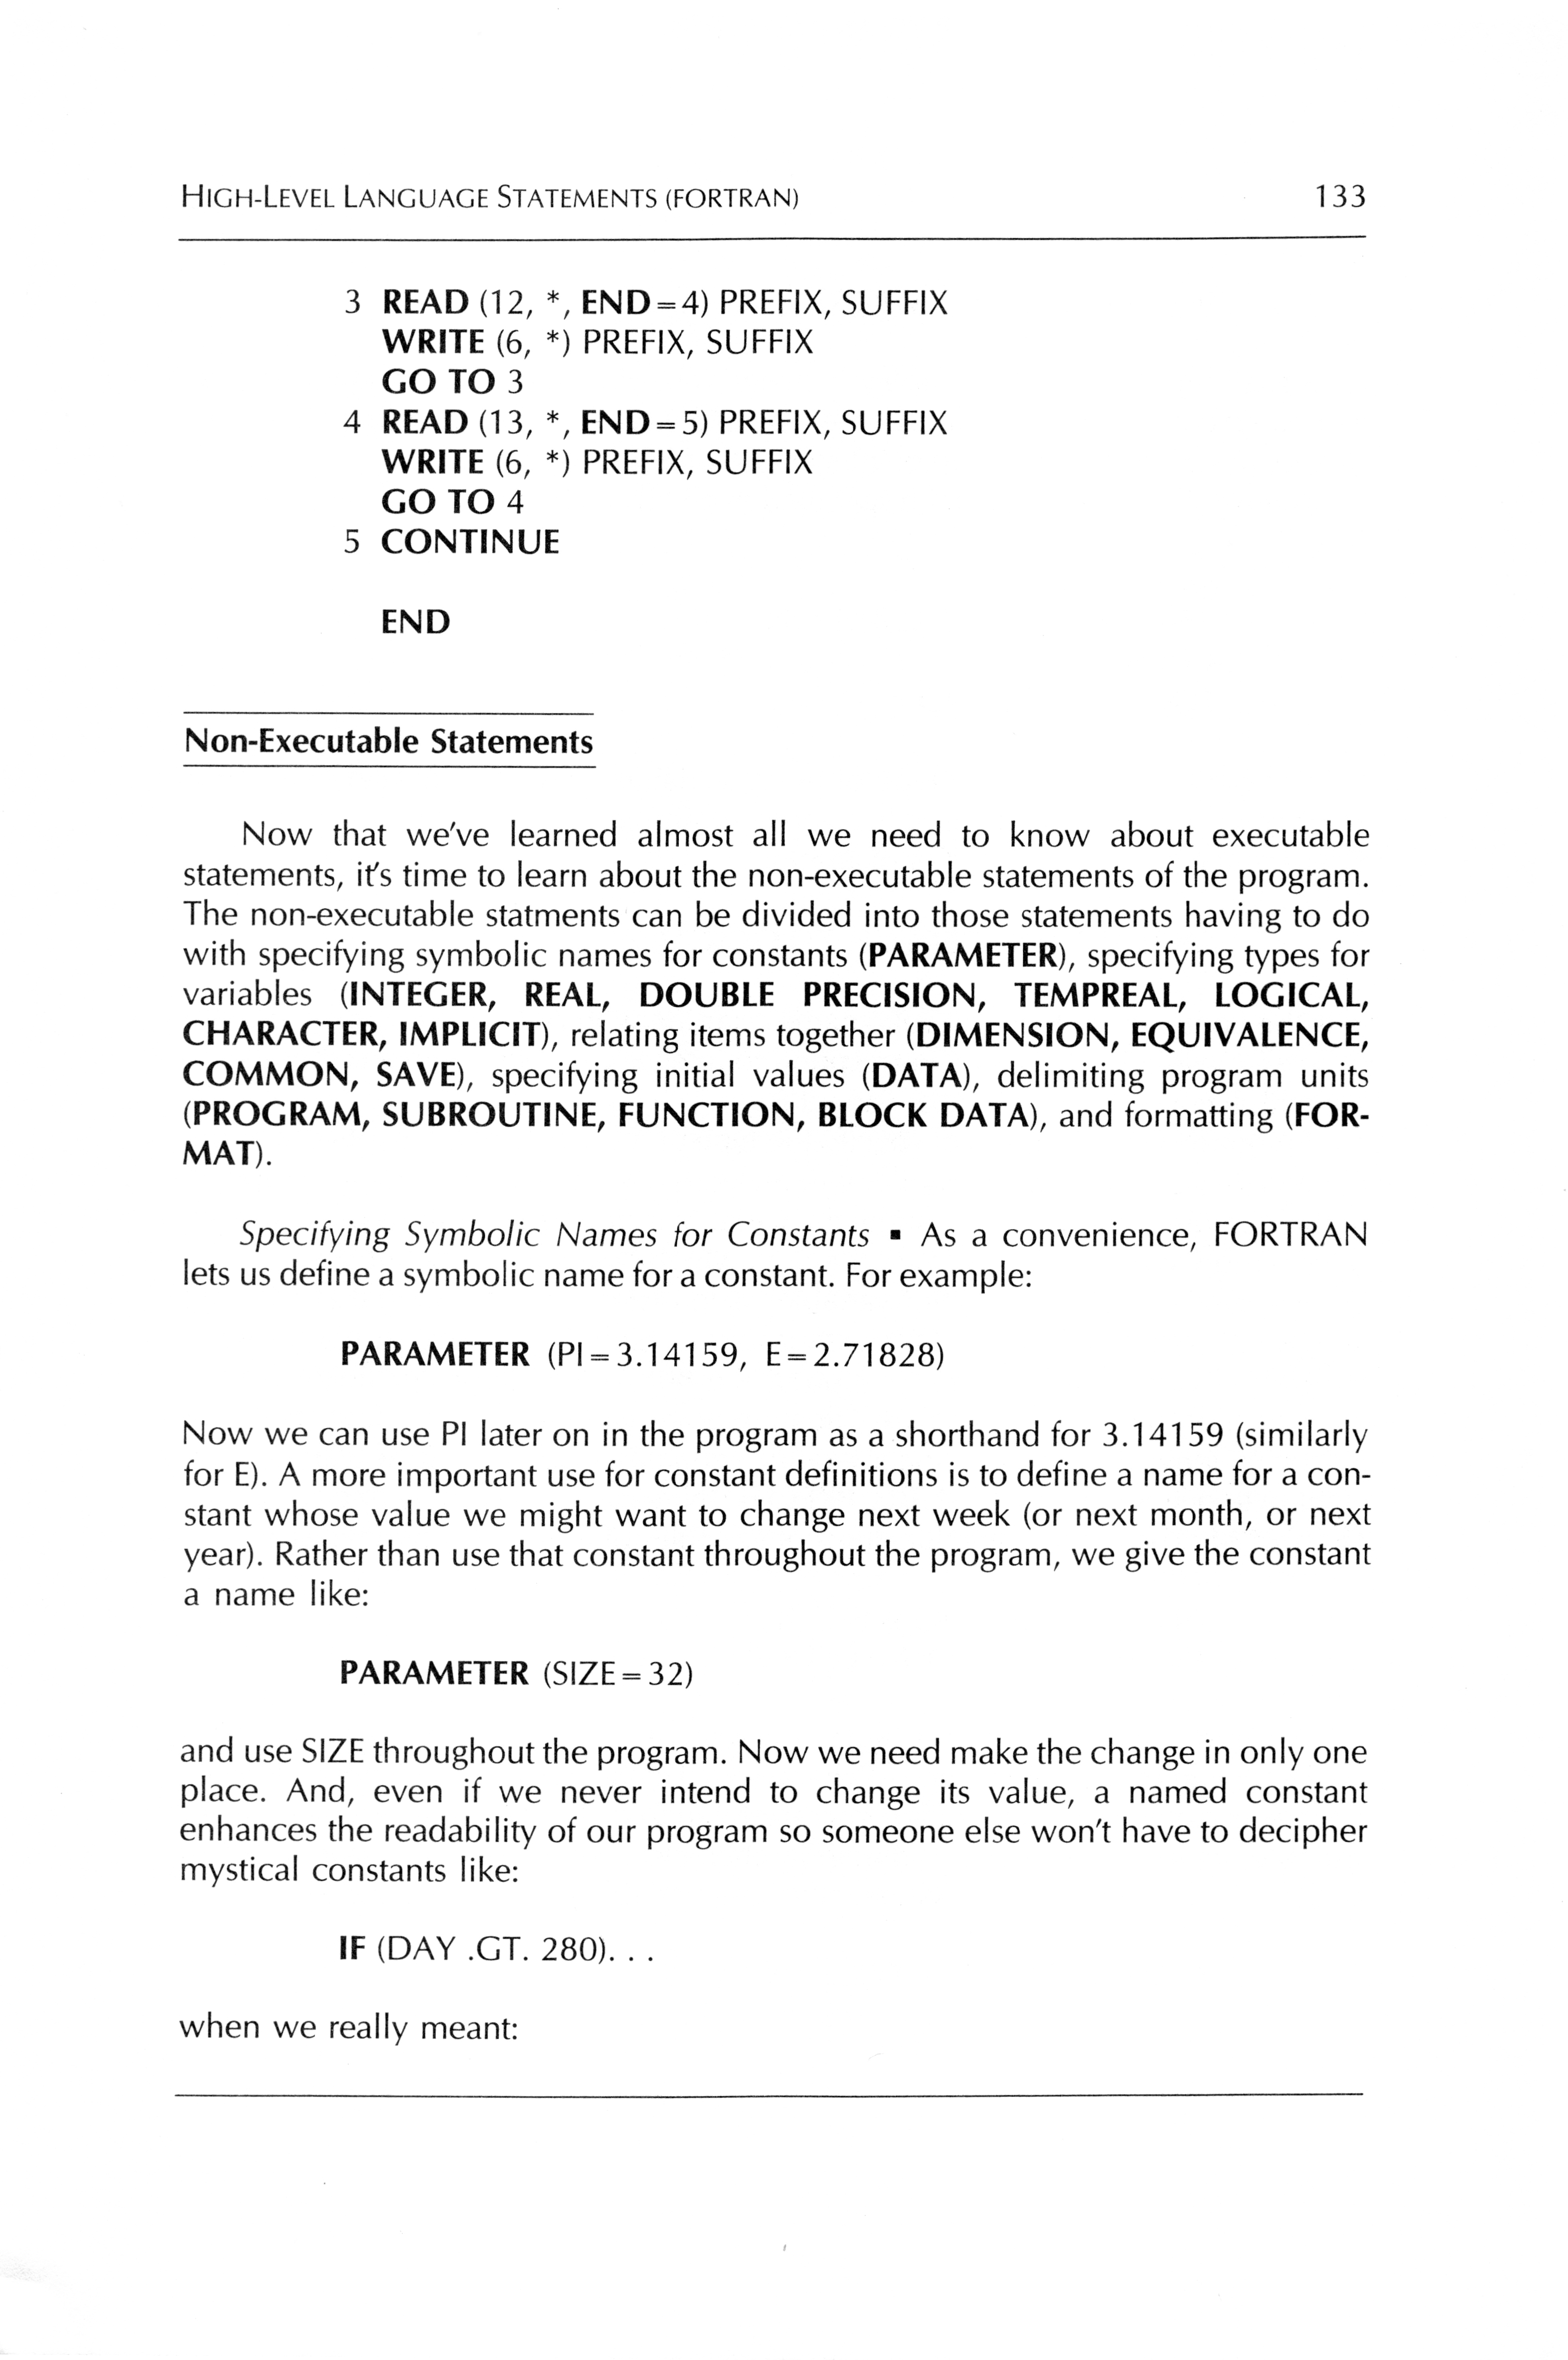 HIGH-LEVEL LANGUAGE STATEMENTS (FORTRAN) 133
3 READ (12, *, END=4) PREFIX, SUFFIX
WRITE (6, *) PREFIX, SUFFIX
GO TO 3
4 READ (13, *, END=5) PREFIX, SUFFIX
WRITE (6, *) PREFIX, SUFFIX
GO TO 4
5 CONTINUE
END
Non-Executable Statements
Now that we've learned almost all we need to know about executable
statements, it's time to learn about the non-executable statements of the program.
The non-executable statments can be divided into those statements having to do
with specifying symbolic names for constants (PARAMETER), specifying types for
variables (INTEGER, REAL, DOUBLE PRECISION, TEMPREAL, LOGICAL,
CHARACTER, IMPLICIT), relating items together (DIMENSION, EQUIVALENCE,
COMMON, SAVE), specifying initial values (DATA), delimiting program units
(PROGRAM, SUBROUTINE, FUNCTION, BLOCK DATA), and formatting (FOR-
MAT).
Specifying Symbolic Names for Constants ▪ As a convenience, FORTRAN
lets us define a symbolic name for a constant. For example:
PARAMETER (PI=3.14159, E=2.71828)
Now we can use PI later on in the program as a shorthand for 3.14159 (similarly
for E). A more important use for constant definitions is to define a name for a con-
stant whose value we might want to change next week (or next month, or next
year). Rather than use that constant throughout the program, we give the constant
a name like:
PARAMETER (SIZE=32)
and use SIZE throughout the program. Now we need make the change in only one
place. And, even if we never intend to change its value, a named constant
enhances the readability of our program so someone else won't have to decipher
mystical constants like:
IF (DAY .GT. 280). . .
when we really meant: